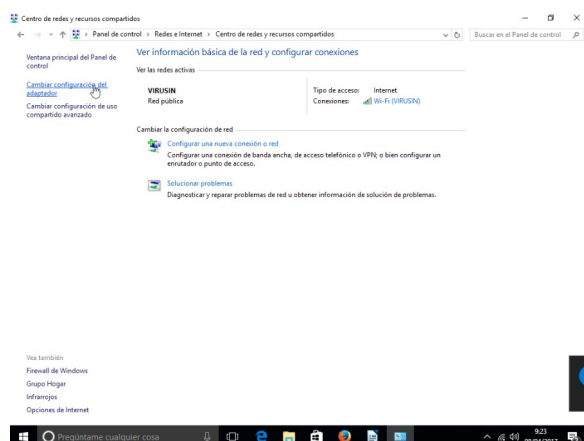 Centro de redes y recursos compartidos
Panel de control > Redes e Internet > Centro de redes y recursos compartidos
Buscar en el Panel de control
Ventana principal del Panel de
control
Cambiar configuración del
adaptador
Cambiar configuración de uso
compartido avanzado
Ver información básica de la red y configurar conexiones
Ver las redes activas
VIRUSIN
Red pública
Tipo de acceso: Internet
Conexiones: Wi-Fi (VIRUSIN)
Cambiar la configuración de red
Configurar una nueva conexión o red
Configurar una conexión de banda ancha, de acceso telefónico o VPN; o bien configurar un
enrutador o punto de acceso.
Solucionar problemas
Diagnosticar y reparar problemas de red u obtener información de solución de problemas.
Vea también
Firewall de Windows
Grupo Hogar
Infrarrojos
Opciones de Internet
Pregúntame cualquier cosa
9:23